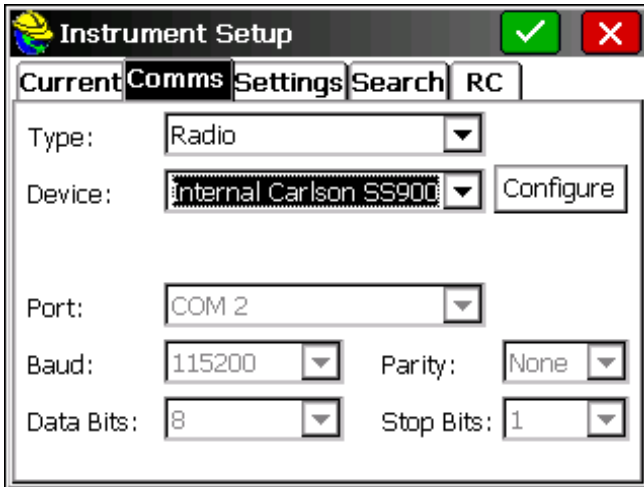 Instrument Setup
Current Comms Settings Search RC
Type: Radio
Device: Internal Carlson SS900 Configure
Port: COM 2
Baud: 115200 Parity: None
Data Bits: 8 Stop Bits: 1